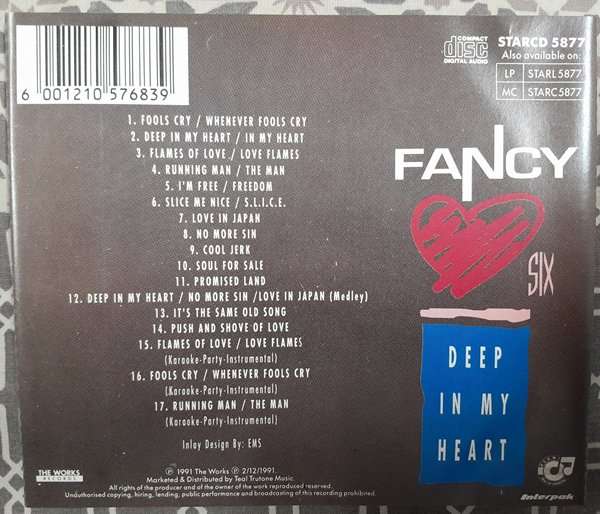 6 001210 576839
COMPACT
disc
DIGITAL AUDIO
STARCD 5877
Also available on:
LP STARL5877
MC STARC5877
1. FOOLS CRY / WHENEVER FOOLS CRY
2. DEEP IN MY HEART / IN MY HEART
3. FLAMES OF LOVE / LOVE FLAMES
4. RUNNING MAN / THE MAN
5. I'M FREE / FREEDOM
6. SLICE ME NICE / S.L.I.C.E.
7. LOVE IN JAPAN
8. NO MORE SIN
9. COOL JERK
10. SOUL FOR SALE
11. PROMISED LAND
12. DEEP IN MY HEART / NO MORE SIN /LOVE IN JAPAN (Medley)
13. IT'S THE SAME OLD SONG
14. PUSH AND SHOVE OF LOVE
15. FLAMES OF LOVE / LOVE FLAMES
(Karaoke-Party-Instrumental)
16. FOOLS CRY / WHENEVER FOOLS CRY
(Karaoke-Party-Instrumental)
17. RUNNING MAN / THE MAN
(Karaoke-Party-Instrumental)
Inlay Design By: EMS
FANCY
SIX
DEEP
IN MY
HEART
THE WORKS
RECORDS
℗ 1991 The Works ℗ 2/12/1991.
Marketed & Distributed by Teal Trutone Music.
All rights of the producer and of the owner of the work reproduced reserved.
Unauthorised copying, hiring, lending, public performance and broadcasting of this recording prohibited.
Interpak